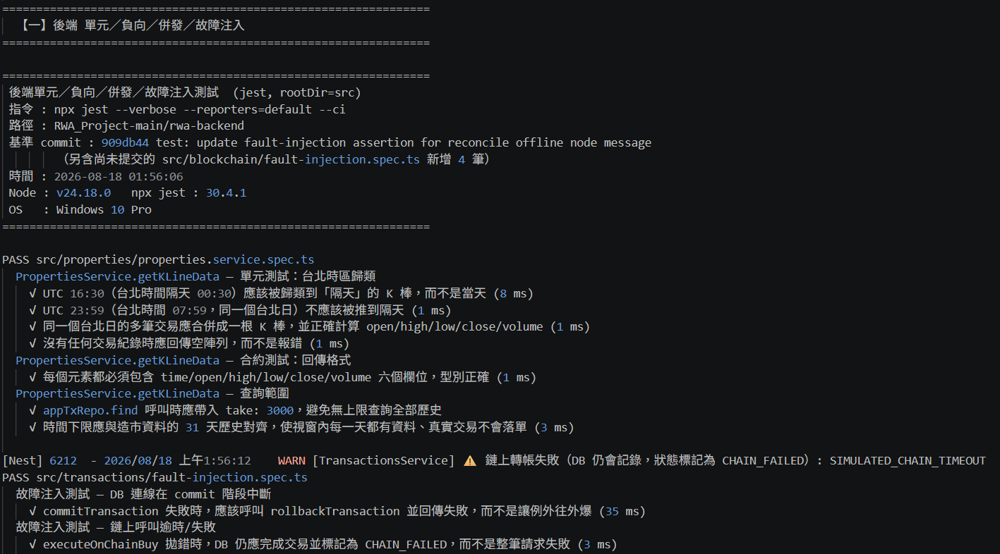 ===============================================================
【一】後端 單元／負向／併發／故障注入
===============================================================
===============================================================
後端單元／負向／併發／故障注入測試 (jest, rootDir=src)
指令 : npx jest --verbose --reporters=default --ci
路徑 : RWA_Project-main/rwa-backend
基準 commit : 909db44 test: update fault-injection assertion for reconcile offline node message
（另含尚未提交的 src/blockchain/fault-injection.spec.ts 新增 4 筆）
時間 : 2026-08-18 01:56:06
Node : v24.18.0 npx jest : 30.4.1
OS : Windows 10 Pro
===============================================================
PASS src/properties/properties.service.spec.ts
PropertiesService.getKLineData — 單元測試：台北時區歸類
√ UTC 16:30（台北時間隔天 00:30）應該被歸類到「隔天」的 K 棒，而不是當天 (8 ms)
√ UTC 23:59（台北時間 07:59，同一個台北日）不應該被推到隔天 (1 ms)
√ 同一個台北日的多筆交易應合併成一根 K 棒，並正確計算 open/high/low/close/volume (1 ms)
√ 沒有任何交易紀錄時應回傳空陣列，而不是報錯 (1 ms)
PropertiesService.getKLineData — 合約測試：回傳格式
√ 每個元素都必須包含 time/open/high/low/close/volume 六個欄位，型別正確 (1 ms)
PropertiesService.getKLineData — 查詢範圍
√ appTxRepo.find 呼叫時應帶入 take: 3000，避免無上限查詢全部歷史
√ 時間下限應與造市資料的 31 天歷史對齊，使視窗內每一天都有資料、真實交易不會落單 (3 ms)
[Nest] 6212 - 2026/08/18 上午1:56:12 WARN [TransactionsService] ⚠️ 鏈上轉帳失敗（DB 仍會記錄，狀態標記為 CHAIN_FAILED）: SIMULATED_CHAIN_TIMEOUT
PASS src/transactions/fault-injection.spec.ts
故障注入測試 — DB 連線在 commit 階段中斷
√ commitTransaction 失敗時，應該呼叫 rollbackTransaction 並回傳失敗，而不是讓例外往外爆 (35 ms)
故障注入測試 — 鏈上呼叫逾時/失敗
√ executeOnChainBuy 拋錯時，DB 仍應完成交易並標記為 CHAIN_FAILED，而不是整筆請求失敗 (3 ms)